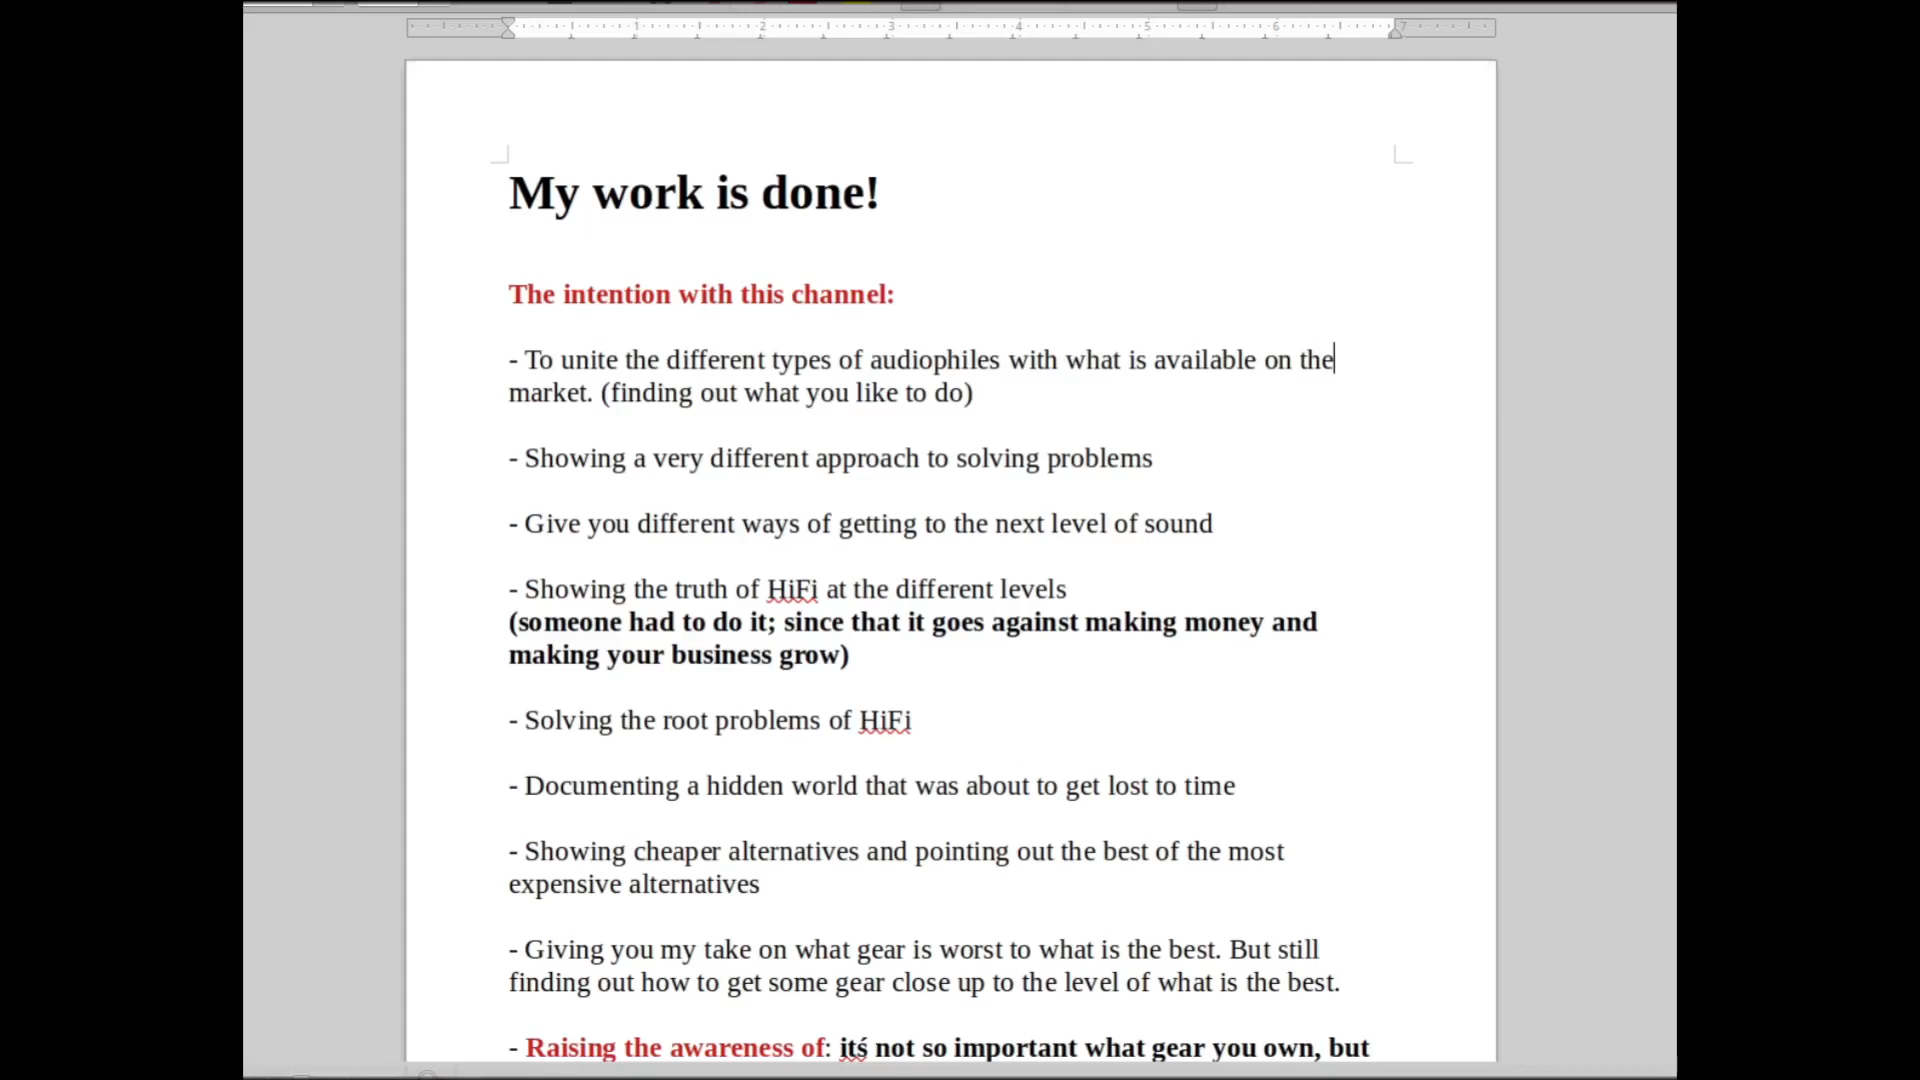 1 2 3 4 5 6 7
My work is done!
The intention with this channel:
- To unite the different types of audiophiles with what is available on the
market. (finding out what you like to do)
- Showing a very different approach to solving problems
- Give you different ways of getting to the next level of sound
- Showing the truth of HiFi at the different levels
(someone had to do it; since that it goes against making money and
making your business grow)
- Solving the root problems of HiFi
- Documenting a hidden world that was about to get lost to time
- Showing cheaper alternatives and pointing out the best of the most
expensive alternatives
- Giving you my take on what gear is worst to what is the best. But still
finding out how to get some gear close up to the level of what is the best.
- Raising the awareness of: itś not so important what gear you own, but